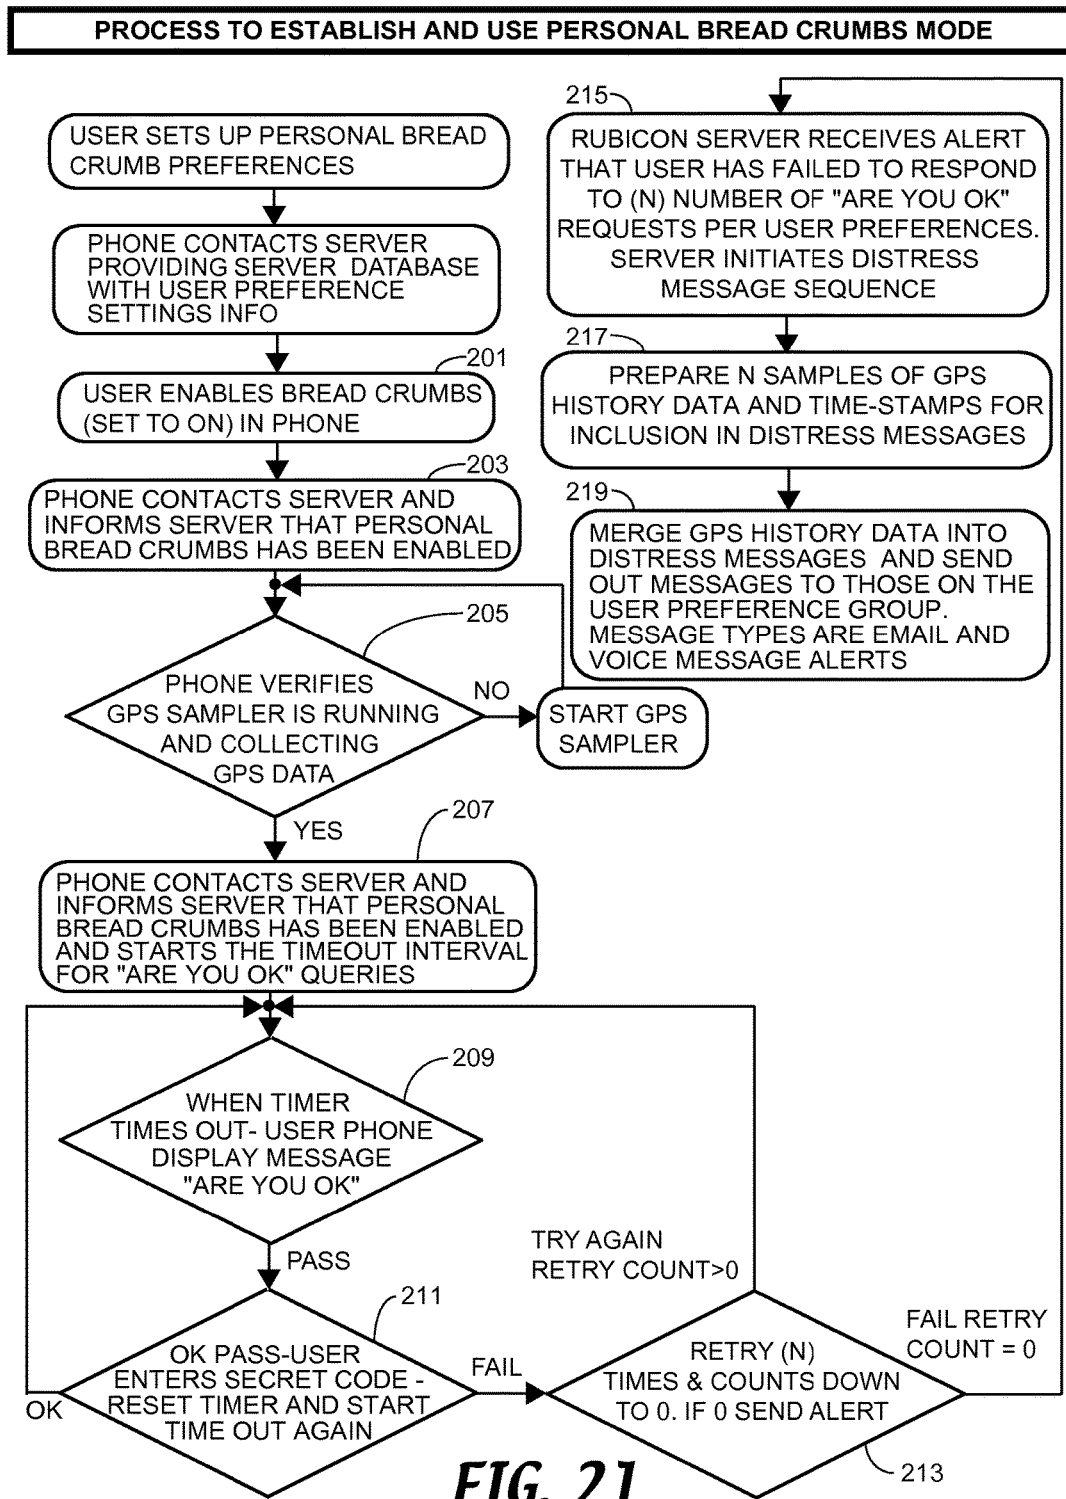 PROCESS TO ESTABLISH AND USE PERSONAL BREAD CRUMBS MODE
USER SETS UP PERSONAL BREAD
CRUMB PREFERENCES
PHONE CONTACTS SERVER
PROVIDING SERVER DATABASE
WITH USER PREFERENCE
SETTINGS INFO
201
USER ENABLES BREAD CRUMBS
(SET TO ON) IN PHONE
203
PHONE CONTACTS SERVER AND
INFORMS SERVER THAT PERSONAL
BREAD CRUMBS HAS BEEN ENABLED
205
PHONE VERIFIES
GPS SAMPLER IS RUNNING
AND COLLECTING
GPS DATA
NO
START GPS
SAMPLER
YES
207
PHONE CONTACTS SERVER AND
INFORMS SERVER THAT PERSONAL
BREAD CRUMBS HAS BEEN ENABLED
AND STARTS THE TIMEOUT INTERVAL
FOR "ARE YOU OK" QUERIES
209
WHEN TIMER
TIMES OUT- USER PHONE
DISPLAY MESSAGE
"ARE YOU OK"
PASS
211
OK PASS-USER
ENTERS SECRET CODE -
RESET TIMER AND START
TIME OUT AGAIN
OK
FAIL
TRY AGAIN
RETRY COUNT>0
RETRY (N)
TIMES & COUNTS DOWN
TO 0. IF 0 SEND ALERT
213
FAIL RETRY
COUNT = 0
215
RUBICON SERVER RECEIVES ALERT
THAT USER HAS FAILED TO RESPOND
TO (N) NUMBER OF "ARE YOU OK"
REQUESTS PER USER PREFERENCES.
SERVER INITIATES DISTRESS
MESSAGE SEQUENCE
217
PREPARE N SAMPLES OF GPS
HISTORY DATA AND TIME-STAMPS FOR
INCLUSION IN DISTRESS MESSAGES
219
MERGE GPS HISTORY DATA INTO
DISTRESS MESSAGES AND SEND
OUT MESSAGES TO THOSE ON THE
USER PREFERENCE GROUP.
MESSAGE TYPES ARE EMAIL AND
VOICE MESSAGE ALERTS
FIG. 21